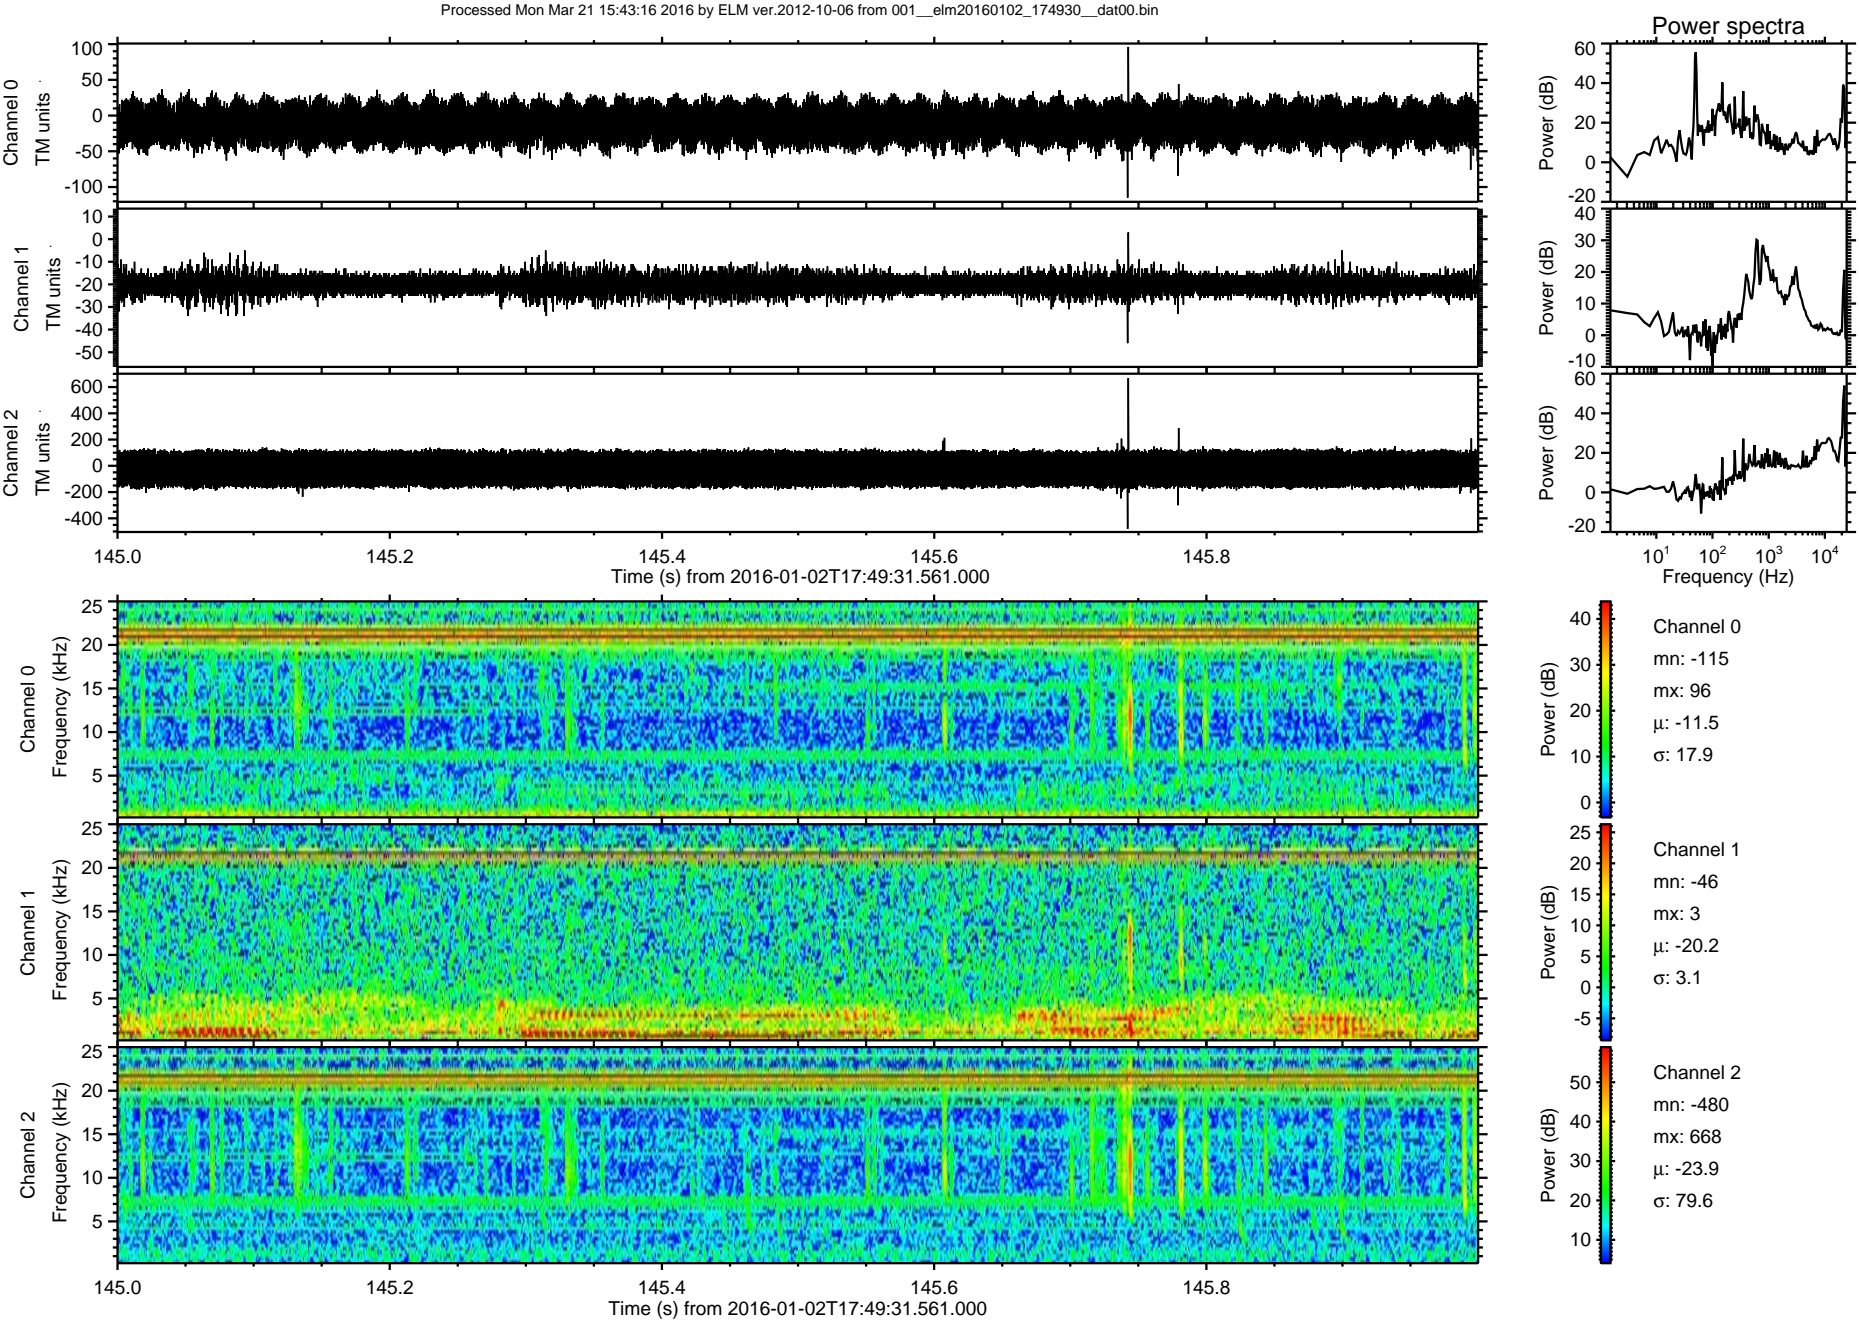 Processed Mon Mar 21 15:43:16 2016 by ELM ver.2012-10-06 from 001__elm20160102_174930__dat00.bin
Power spectra
Channel 0
TM units
100
50
0
-50
-100
Power (dB)
60
40
20
0
-20
Channel 1
TM units
10
0
-10
-20
-30
-40
-50
Power (dB)
40
30
20
10
0
-10
Channel 2
TM units
600
400
200
0
-200
-400
Power (dB)
60
40
20
0
-20
145.0 145.2 145.4 145.6 145.8
Time (s) from 2016-01-02T17:49:31.561.000
10¹ 10² 10³ 10⁴
Frequency (Hz)
Channel 0
Frequency (kHz)
25
20
15
10
5
Power (dB)
40
30
20
10
0
Channel 0
mn: -115
mx: 96
μ: -11.5
σ: 17.9
Channel 1
Frequency (kHz)
25
20
15
10
5
Power (dB)
25
20
15
10
5
0
-5
Channel 1
mn: -46
mx: 3
μ: -20.2
σ: 3.1
Channel 2
Frequency (kHz)
25
20
15
10
5
Power (dB)
50
40
30
20
10
Channel 2
mn: -480
mx: 668
μ: -23.9
σ: 79.6
145.0 145.2 145.4 145.6 145.8
Time (s) from 2016-01-02T17:49:31.561.000